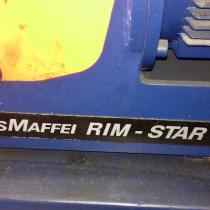 sMAFFEI RIM - STAR